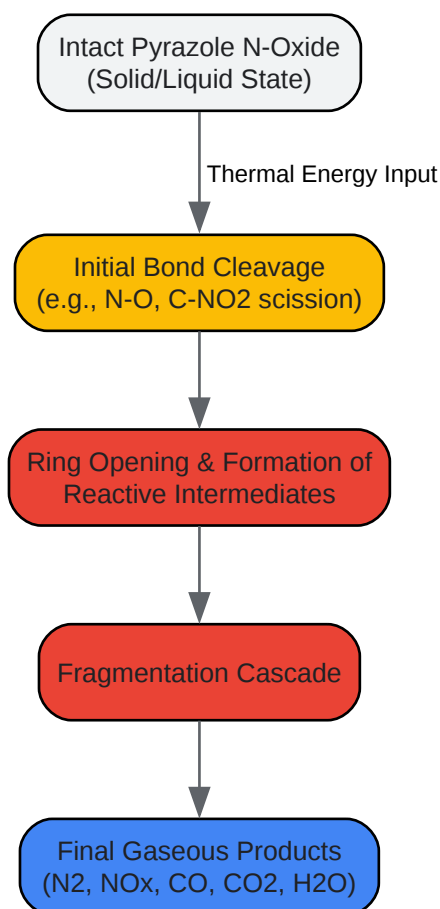 Intact Pyrazole N-Oxide
(Solid/Liquid State)
Thermal Energy Input
Initial Bond Cleavage
(e.g., N-O, C-NO2 scission)
Ring Opening & Formation of
Reactive Intermediates
Fragmentation Cascade
Final Gaseous Products
(N2, NOx, CO, CO2, H2O)